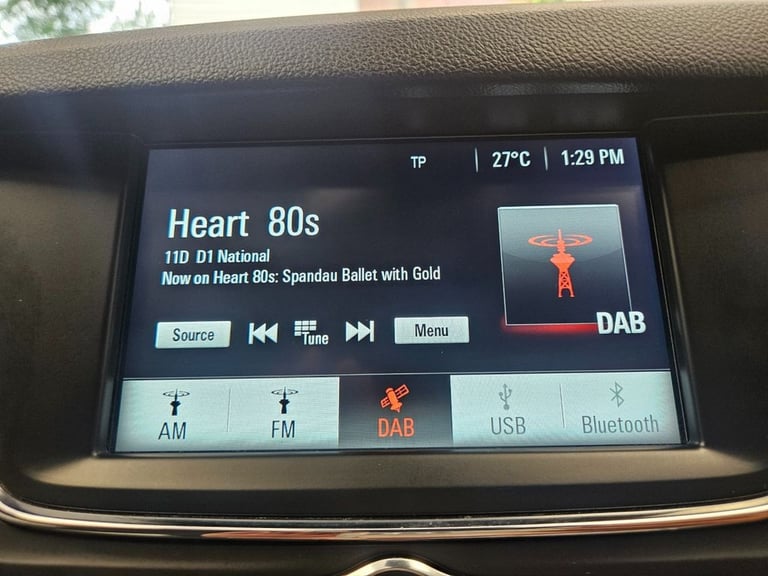 TP 27°C 1:29 PM
Heart 80s
11D D1 National
Now on Heart 80s: Spandau Ballet with Gold
DAB
Source Tune Menu
AM FM DAB USB Bluetooth